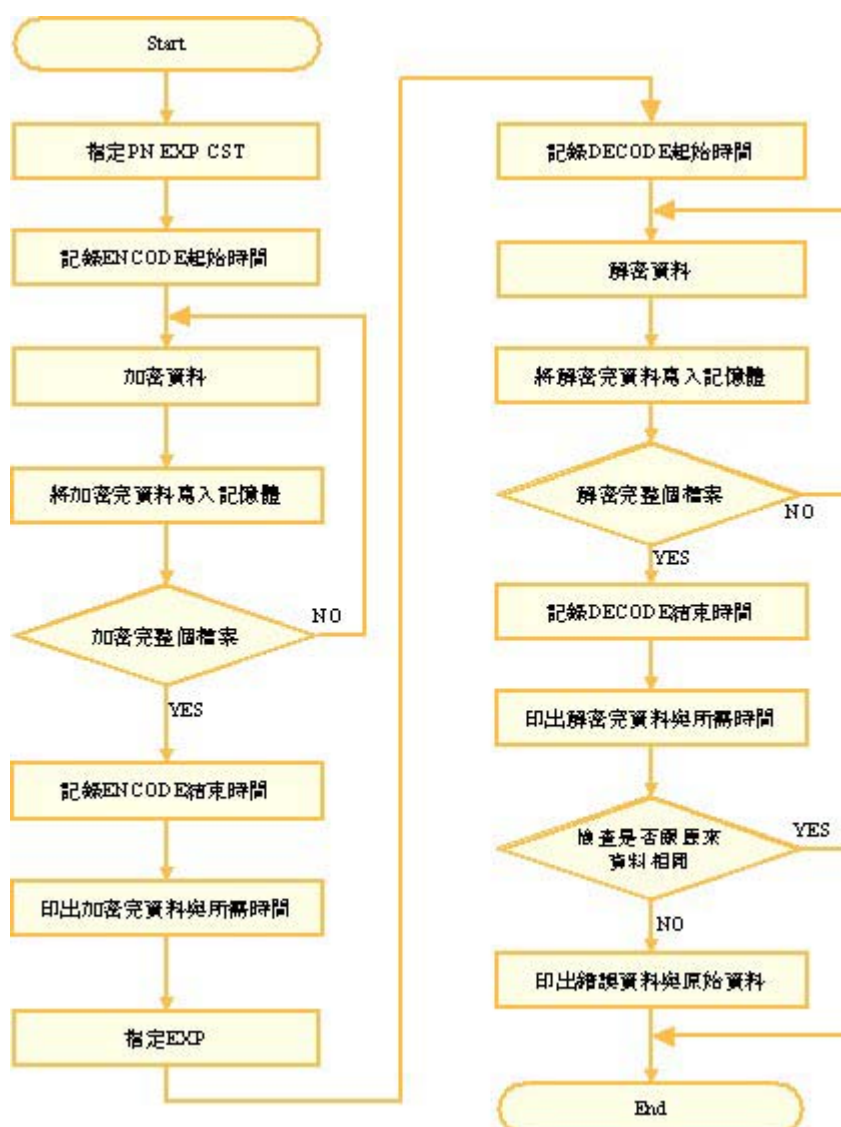 Start
指定PN EXP CST
記錄ENCODE起始時間
加密資料
將加密完資料寫入記憶體
加密完整個檔案
NO
YES
記錄ENCODE結束時間
印出加密完資料與所需時間
指定EXP
記錄DECODE起始時間
解密資料
將解密完資料寫入記憶體
解密完整個檔案
NO
YES
記錄DECODE結束時間
印出解密完資料與所需時間
檢查是否跟原來
資料相同
YES
NO
印出錯誤資料與原始資料
End